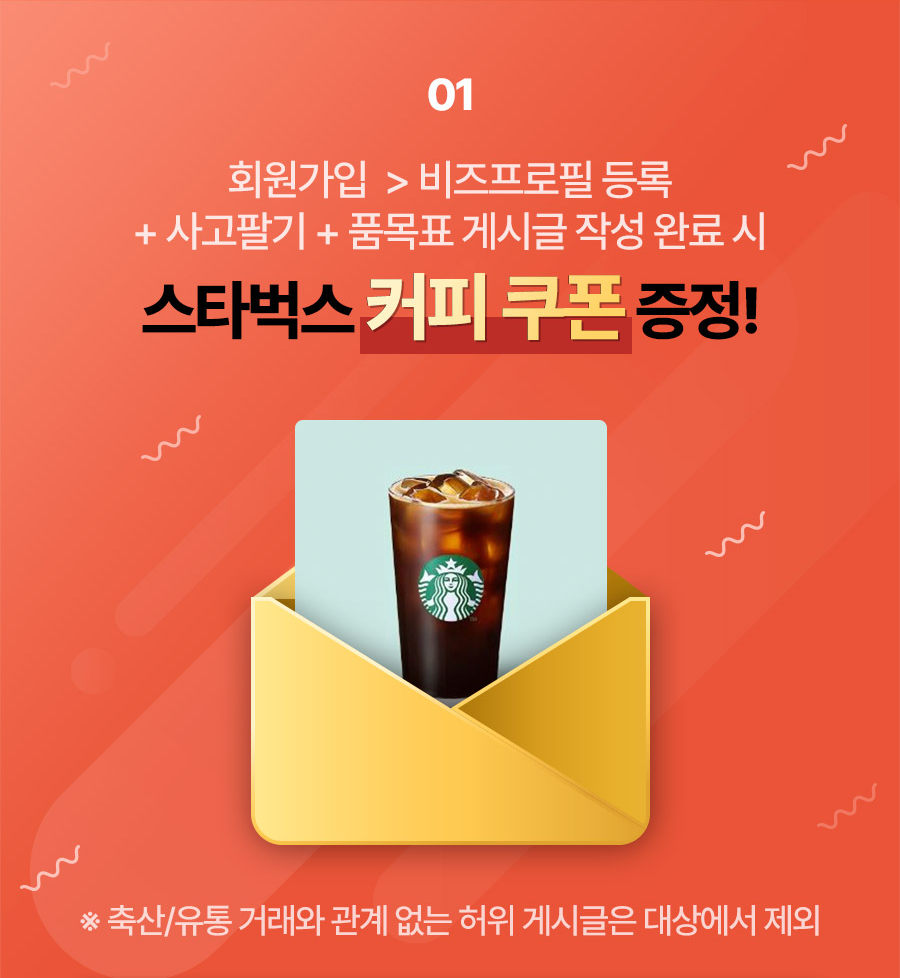 01
회원가입 > 비즈프로필 등록
+ 사고팔기 + 품목표 게시글 작성 완료 시
스타벅스 커피 쿠폰 증정!
※ 축산/유통 거래와 관계 없는 허위 게시글은 대상에서 제외